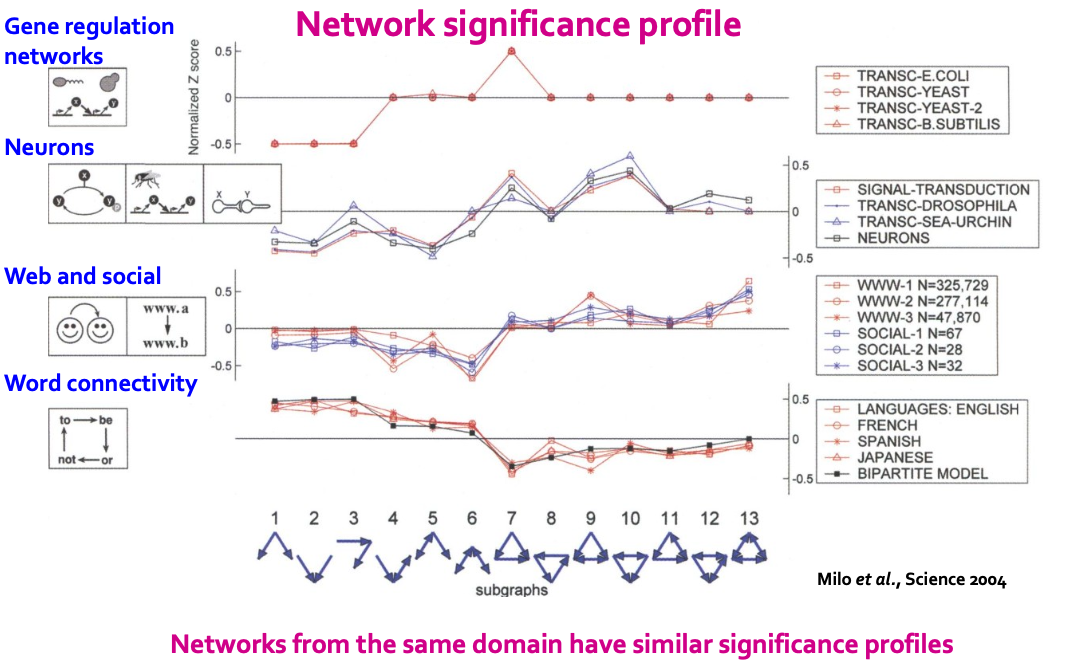 Network significance profile
Gene regulation
networks
Normalized Z score
0.5
0
-0.5
x
y
TRANSC-E.COLI
TRANSC-YEAST
TRANSC-YEAST-2
TRANSC-B.SUBTILIS
Neurons
X
Y
Y
P
x
Y
X Y
0.5
0
-0.5
SIGNAL-TRANSDUCTION
TRANSC-DROSOPHILA
TRANSC-SEA-URCHIN
NEURONS
Web and social
www.a
www.b
0.5
0
-0.5
WWW-1 N=325,729
WWW-2 N=277,114
WWW-3 N=47,870
SOCIAL-1 N=67
SOCIAL-2 N=28
SOCIAL-3 N=32
Word connectivity
to be
not or
0.5
0
-0.5
LANGUAGES: ENGLISH
FRENCH
SPANISH
JAPANESE
BIPARTITE MODEL
1 2 3 4 5 6 7 8 9 10 11 12 13
subgraphs
Milo et al., Science 2004
Networks from the same domain have similar significance profiles